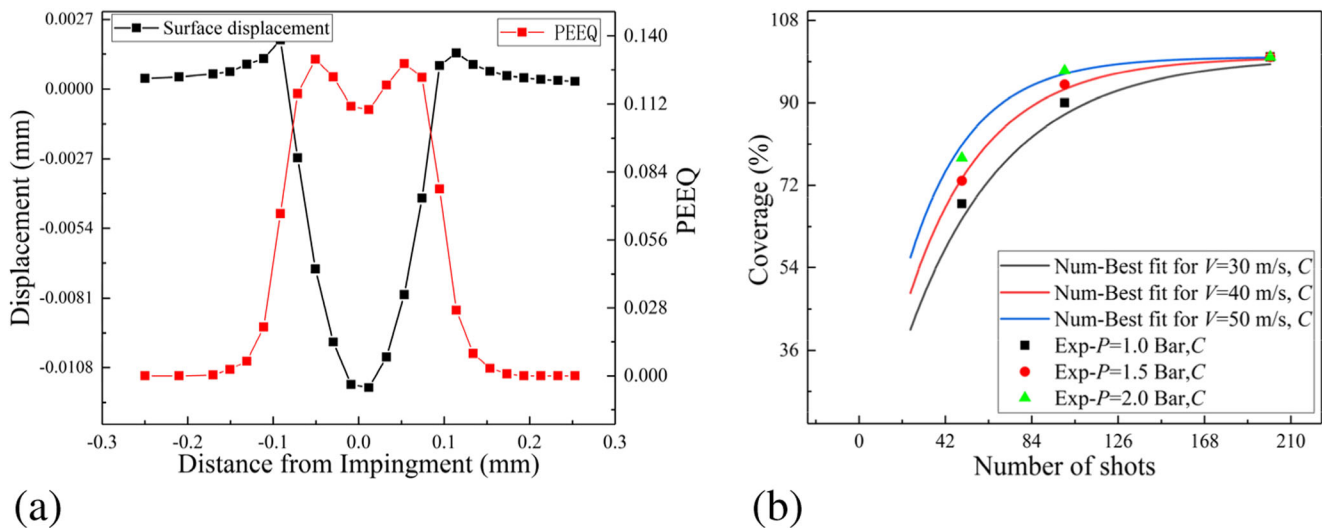 Surface displacement
PEEQ
0.0027
0.0000
-0.0027
-0.0054
-0.0081
-0.0108
Displacement (mm)
0.140
0.112
0.084
0.056
0.028
0.000
PEEQ
-0.3
-0.2
-0.1
0.0
0.1
0.2
0.3
Distance from Impingment (mm)
(a)
108
90
72
54
36
Coverage (%)
Num-Best fit for V=30 m/s, C
Num-Best fit for V=40 m/s, C
Num-Best fit for V=50 m/s, C
Exp-P=1.0 Bar,C
Exp-P=1.5 Bar,C
Exp-P=2.0 Bar,C
0
42
84
126
168
210
Number of shots
(b)